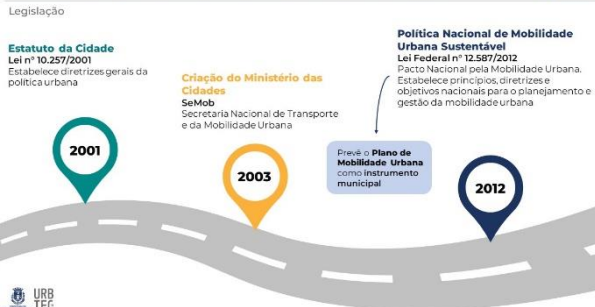 Legislação
Estatuto da Cidade
Lei n° 10.257/2001
Estabelece diretrizes gerais da
política urbana
2001
Criação do Ministério das
Cidades
SeMob
Secretaria Nacional de Transporte
e da Mobilidade Urbana
2003
Política Nacional de Mobilidade
Urbana Sustentável
Lei Federal n° 12.587/2012
Pacto Nacional pela Mobilidade Urbana.
Estabelece princípios, diretrizes e
objetivos nacionais para o planejamento e
gestão da mobilidade urbana
Prevê o Plano de
Mobilidade Urbana
como instrumento
municipal
2012
URB
TEC